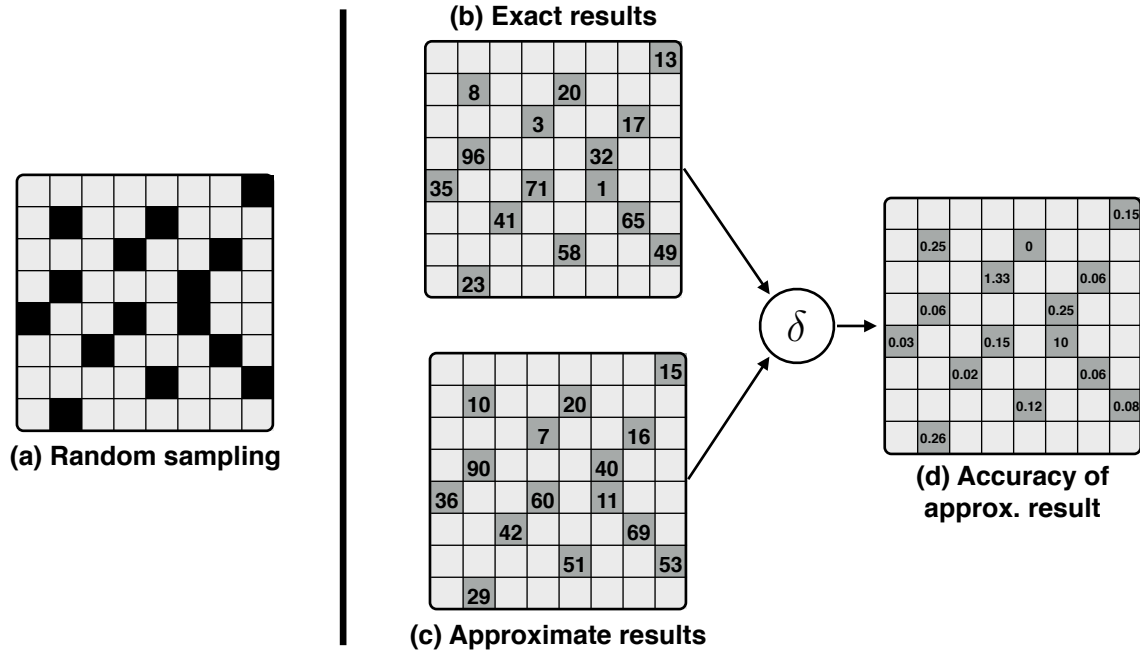 (b) Exact results
13
8 20
3 17
96 32
35 71 1
41 65
58 49
23
(a) Random sampling
15
10 20
7 16
90 40
36 60 11
42 69
51 53
29
(c) Approximate results
δ
0.15
0.25 0
1.33 0.06
0.06 0.25
0.03 0.15 10
0.02 0.06
0.12 0.08
0.26
(d) Accuracy of
approx. result